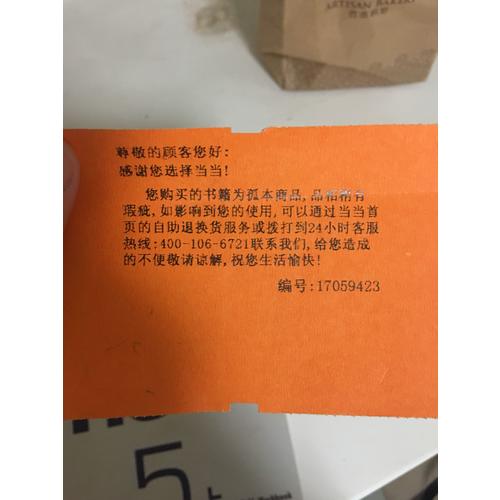 ARTISAN BAKERY
尊敬的顾客您好:
感谢您选择当当!
您购买的书籍为孤本商品,品相稍有
瑕疵.如影响到您的使用,可以通过当当首
页的自助退换货服务或拨打到24小时客服
热线:400-106-6721联系我们,给您造成
的不便敬请谅解,祝您生活愉快!
编号:17059423
5